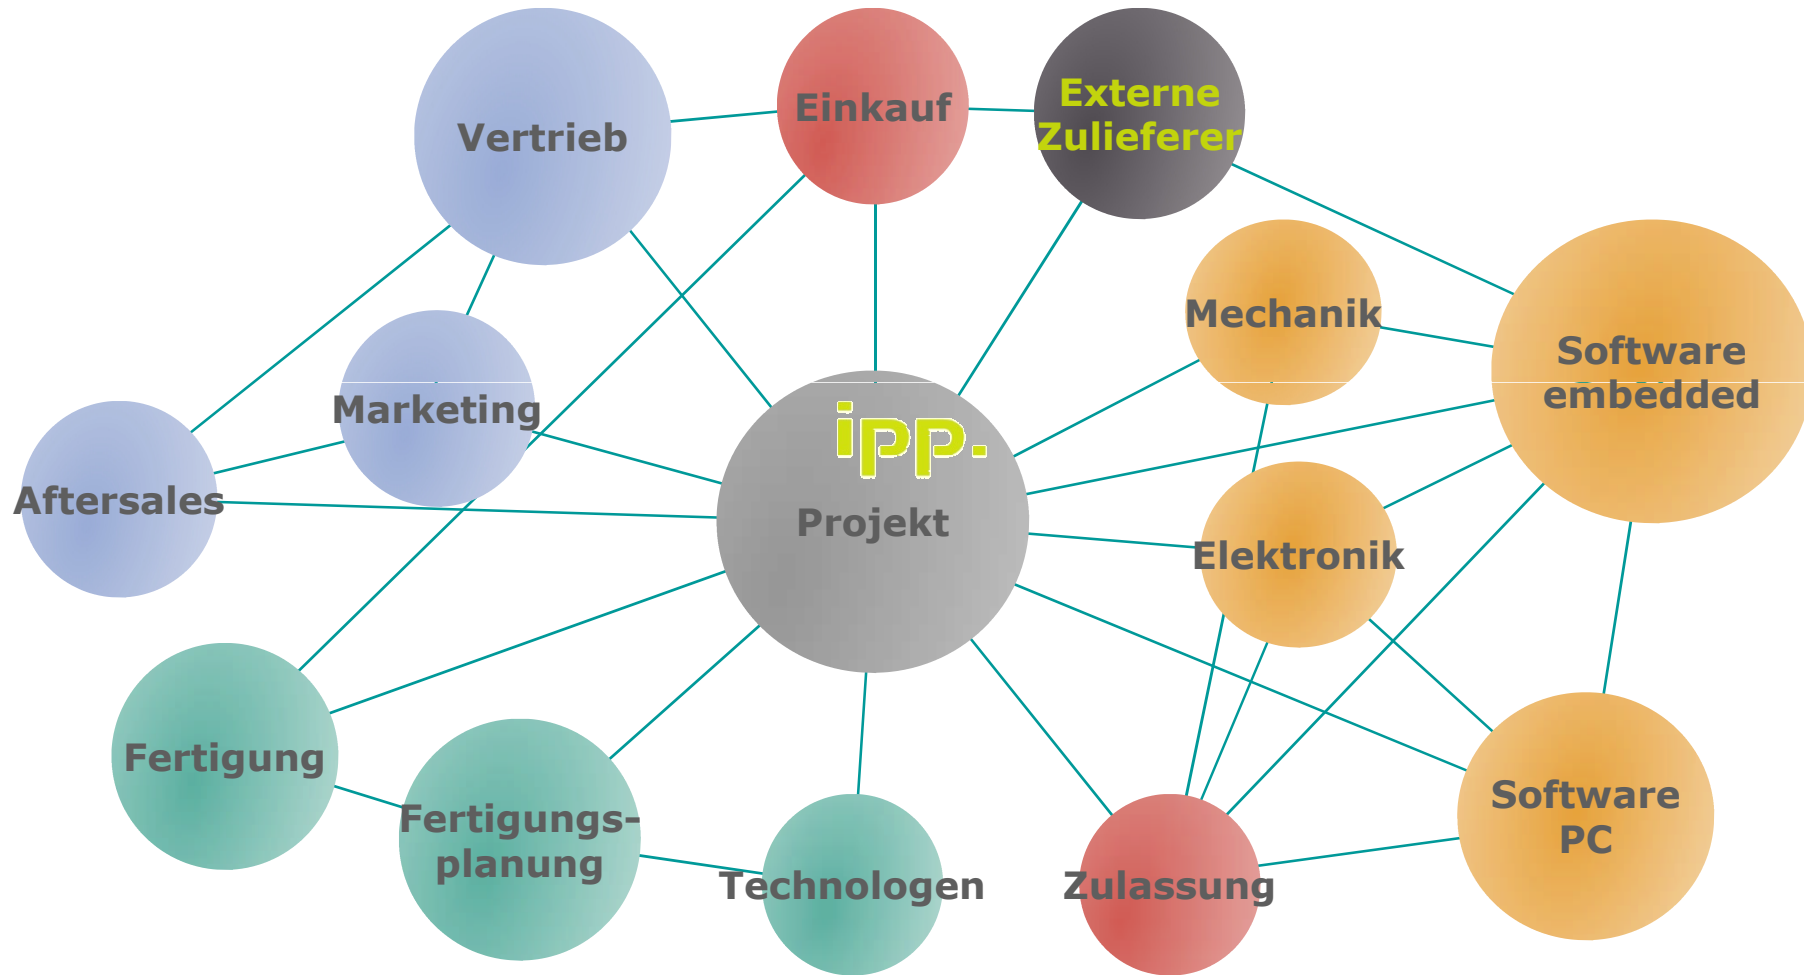 Vertrieb
Einkauf
Externe
Zulieferer
Mechanik
Software
embedded
Marketing
ipp.
Aftersales
Projekt
Elektronik
Fertigung
Fertigungs-
planung
Technologen
Zulassung
Software
PC